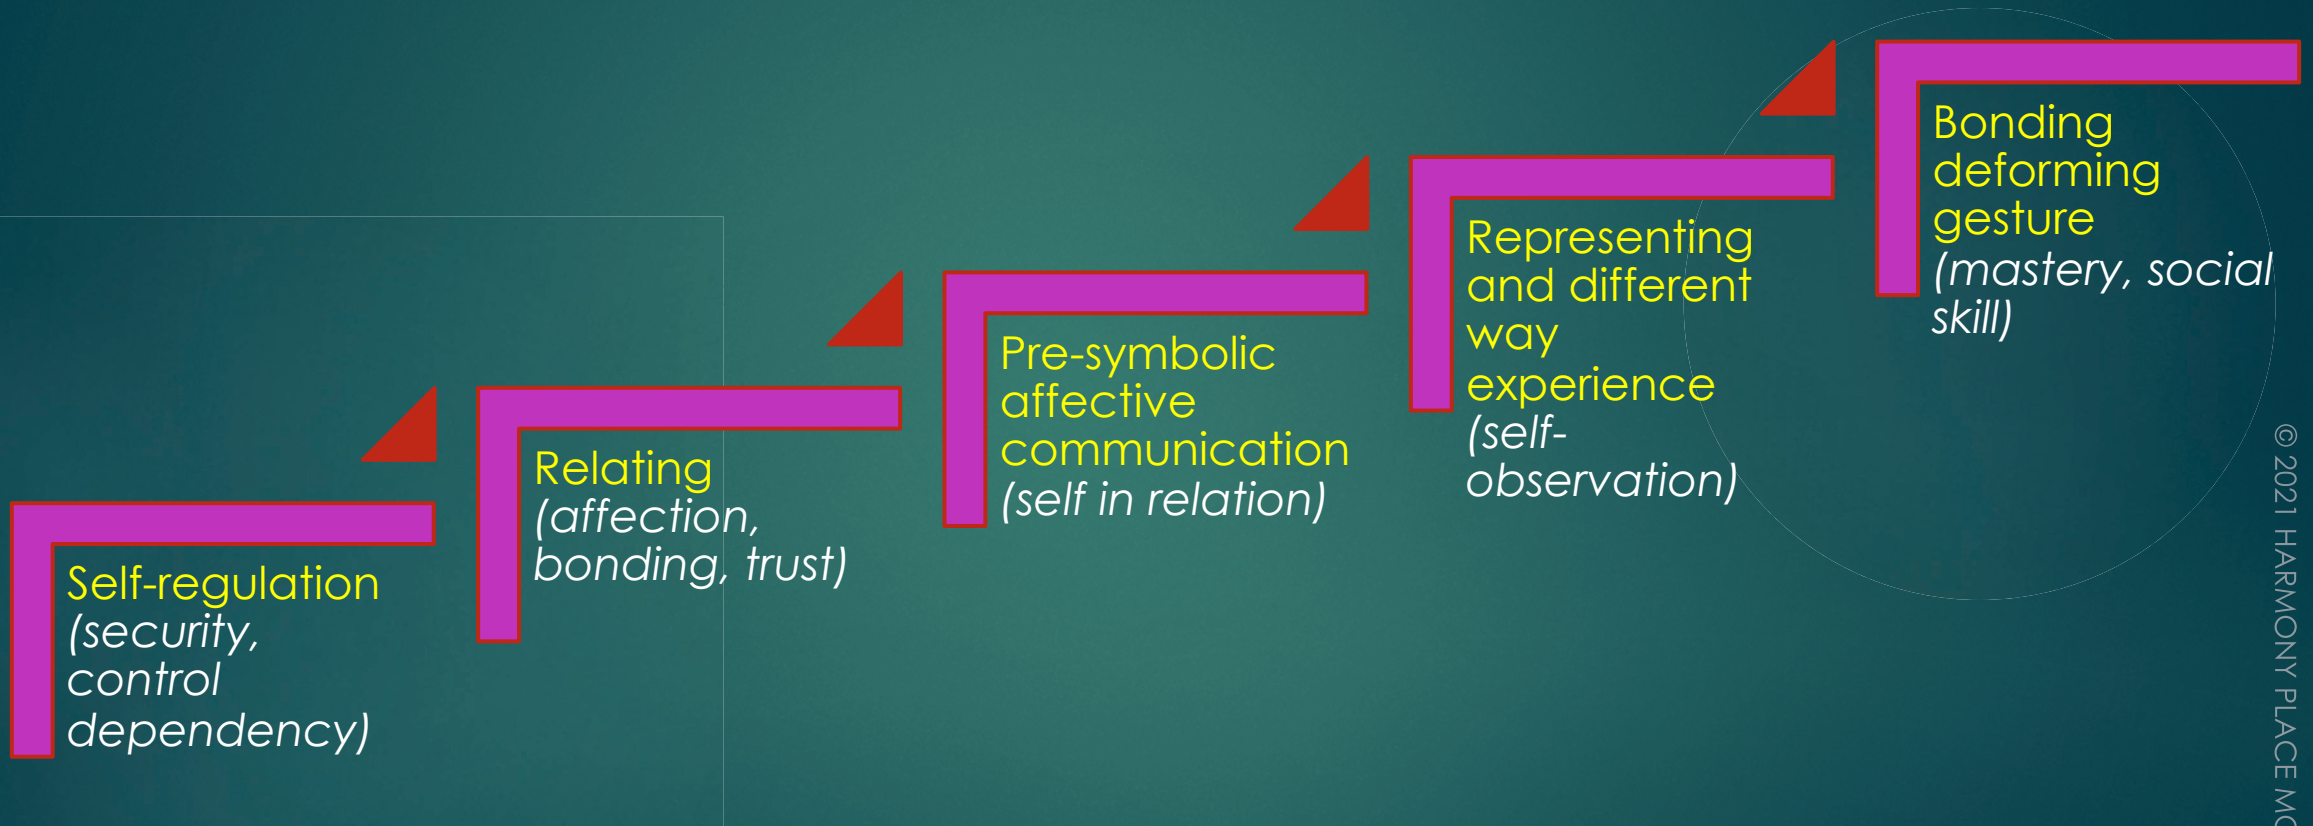 Self-regulation
(security,
control
dependency)
Relating
(affection,
bonding, trust)
Pre-symbolic
affective
communication
(self in relation)
Representing
and different
way
experience
(self-
observation)
Bonding
deforming
gesture
(mastery, social
skill)
© 2021 HARMONY PLACE